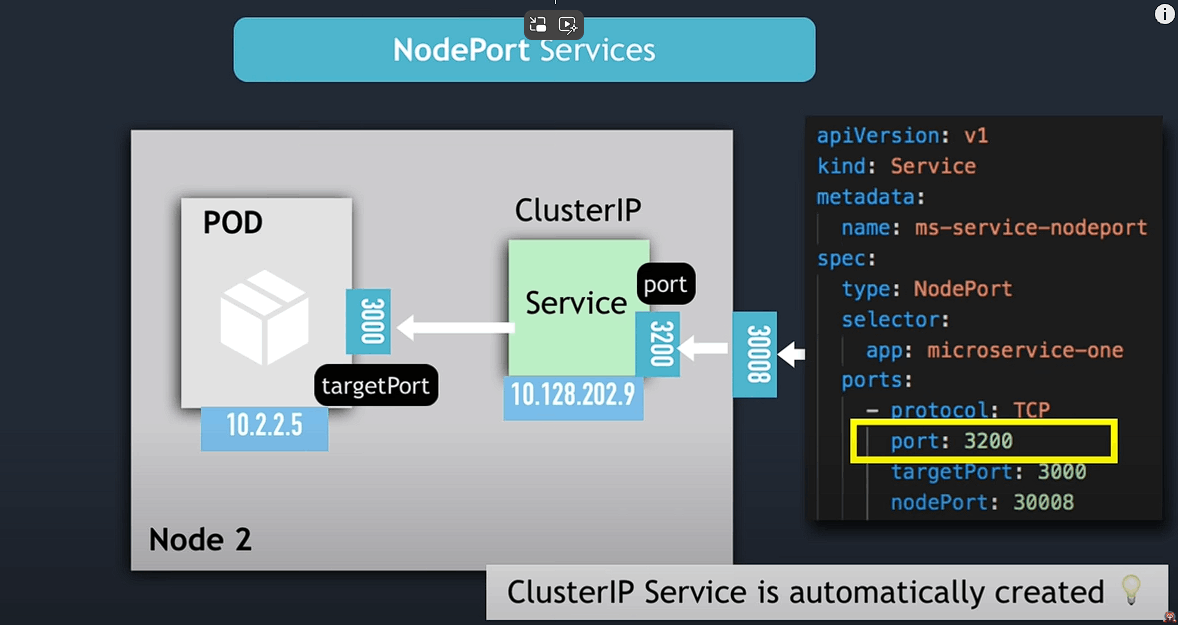 NodePort Services
POD
3000
targetPort
10.2.2.5
ClusterIP
Service
port
3200
10.128.202.9
30008
Node 2
apiVersion: v1
kind: Service
metadata:
name: ms-service-nodeport
spec:
type: NodePort
selector:
app: microservice-one
ports:
- protocol: TCP
port: 3200
targetPort: 3000
nodePort: 30008
ClusterIP Service is automatically created